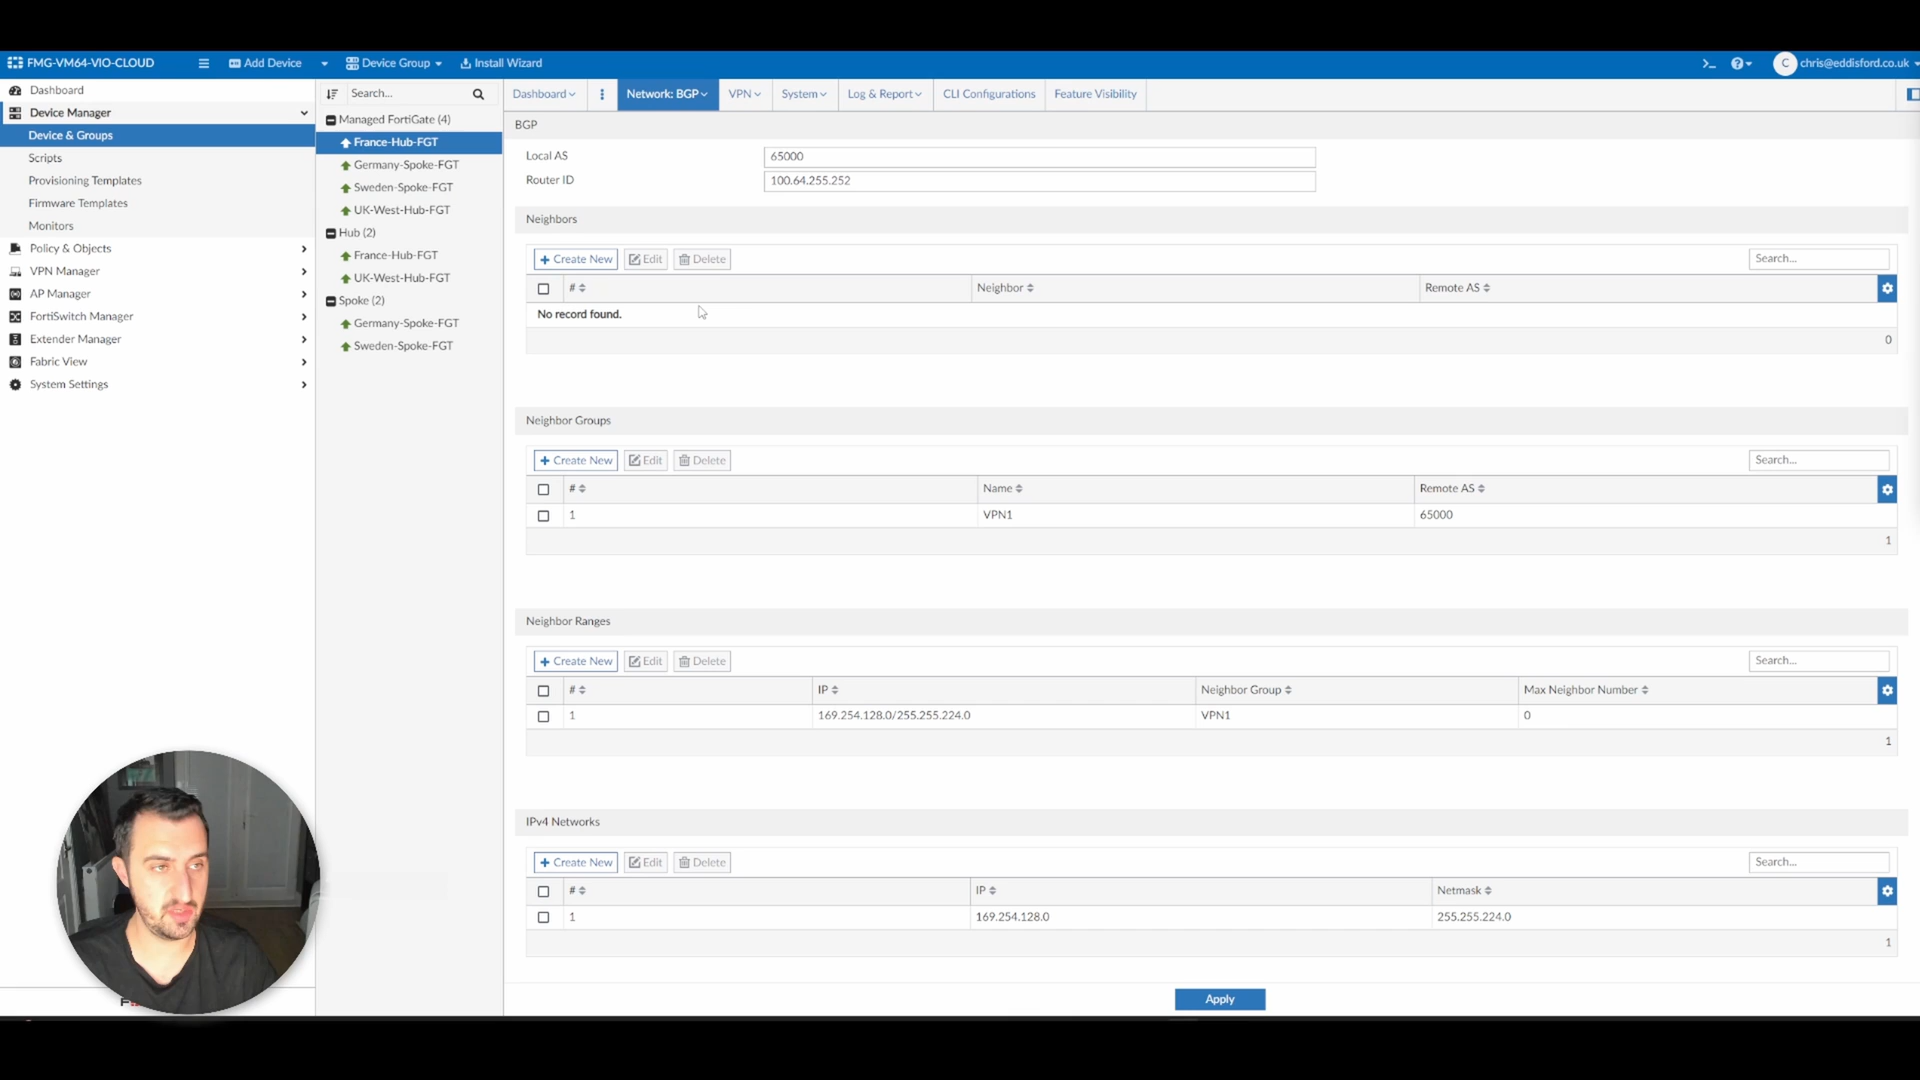 FMG-VM64-VIO-CLOUD
Add Device
Device Group
Install Wizard
C
chris@eddisford.co.uk
Dashboard
Device Manager
Device & Groups
Scripts
Provisioning Templates
Firmware Templates
Monitors
Policy & Objects
VPN Manager
AP Manager
FortiSwitch Manager
Extender Manager
Fabric View
System Settings
Search...
Managed FortiGate (4)
France-Hub-FGT
Germany-Spoke-FGT
Sweden-Spoke-FGT
UK-West-Hub-FGT
Hub (2)
France-Hub-FGT
UK-West-Hub-FGT
Spoke (2)
Germany-Spoke-FGT
Sweden-Spoke-FGT
Dashboard
Network: BGP
VPN
System
Log & Report
CLI Configurations
Feature Visibility
BGP
Local AS
65000
Router ID
100.64.255.252
Neighbors
+ Create New
Edit
Delete
Search...
#
Neighbor
Remote AS
No record found.
0
Neighbor Groups
+ Create New
Edit
Delete
Search...
#
Name
Remote AS
1
VPN1
65000
1
Neighbor Ranges
+ Create New
Edit
Delete
Search...
#
IP
Neighbor Group
Max Neighbor Number
1
169.254.128.0/255.255.224.0
VPN1
0
1
IPv4 Networks
+ Create New
Edit
Delete
Search...
#
IP
Netmask
1
169.254.128.0
255.255.224.0
1
Apply